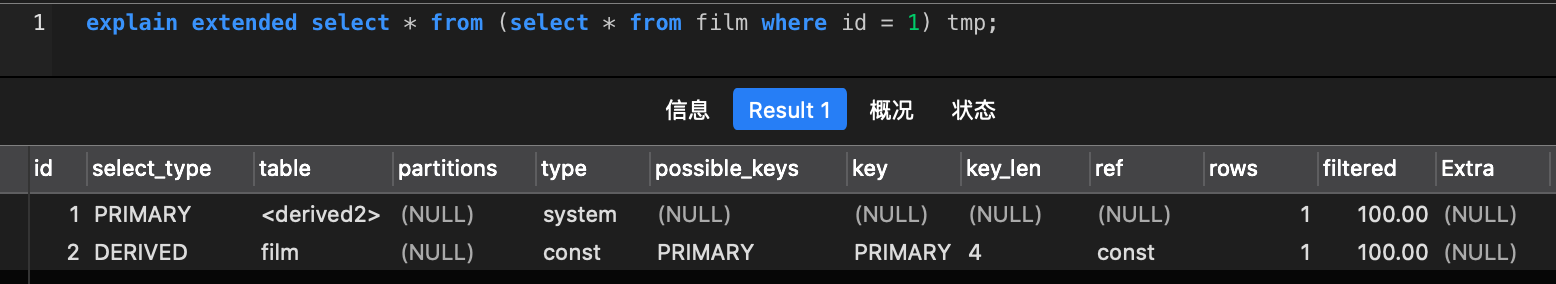 1 explain extended select * from (select * from film where id = 1) tmp;
信息 Result 1 概况 状态
id select_type table partitions type possible_keys key key_len ref rows filtered Extra
1 PRIMARY <derived2> (NULL) system (NULL) (NULL) (NULL) (NULL) 1 100.00 (NULL)
2 DERIVED film (NULL) const PRIMARY PRIMARY 4 const 1 100.00 (NULL)